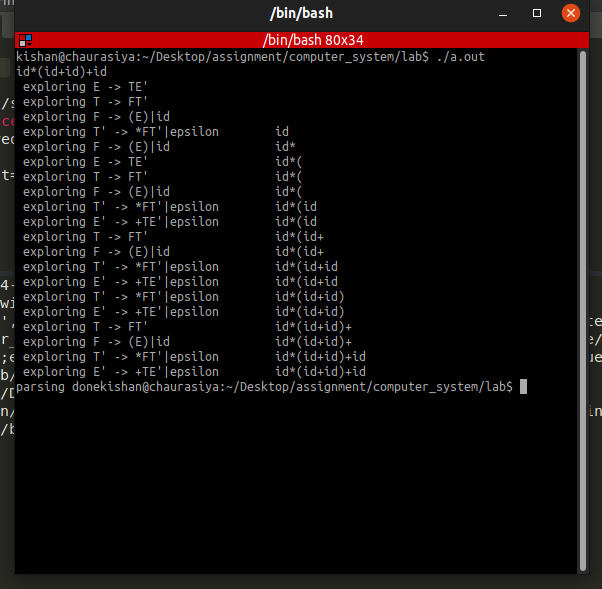 /bin/bash
/bin/bash 80x34
kishan@chaurasiya:~/Desktop/assignment/computer_system/lab$ ./a.out
id*(id+id)+id
exploring E -> TE'
exploring T -> FT'
exploring F -> (E)|id
exploring T' -> *FT'|epsilon id
exploring F -> (E)|id id*
exploring E -> TE' id*(
exploring T -> FT' id*(
exploring F -> (E)|id id*(
exploring T' -> *FT'|epsilon id*(id
exploring E' -> +TE'|epsilon id*(id
exploring T -> FT' id*(id+
exploring F -> (E)|id id*(id+
exploring T' -> *FT'|epsilon id*(id+id
exploring E' -> +TE'|epsilon id*(id+id
exploring T' -> *FT'|epsilon id*(id+id)
exploring E' -> +TE'|epsilon id*(id+id)
exploring T -> FT' id*(id+id)+
exploring F -> (E)|id id*(id+id)+
exploring T' -> *FT'|epsilon id*(id+id)+id
exploring E' -> +TE'|epsilon id*(id+id)+id
parsing donekishan@chaurasiya:~/Desktop/assignment/computer_system/lab$